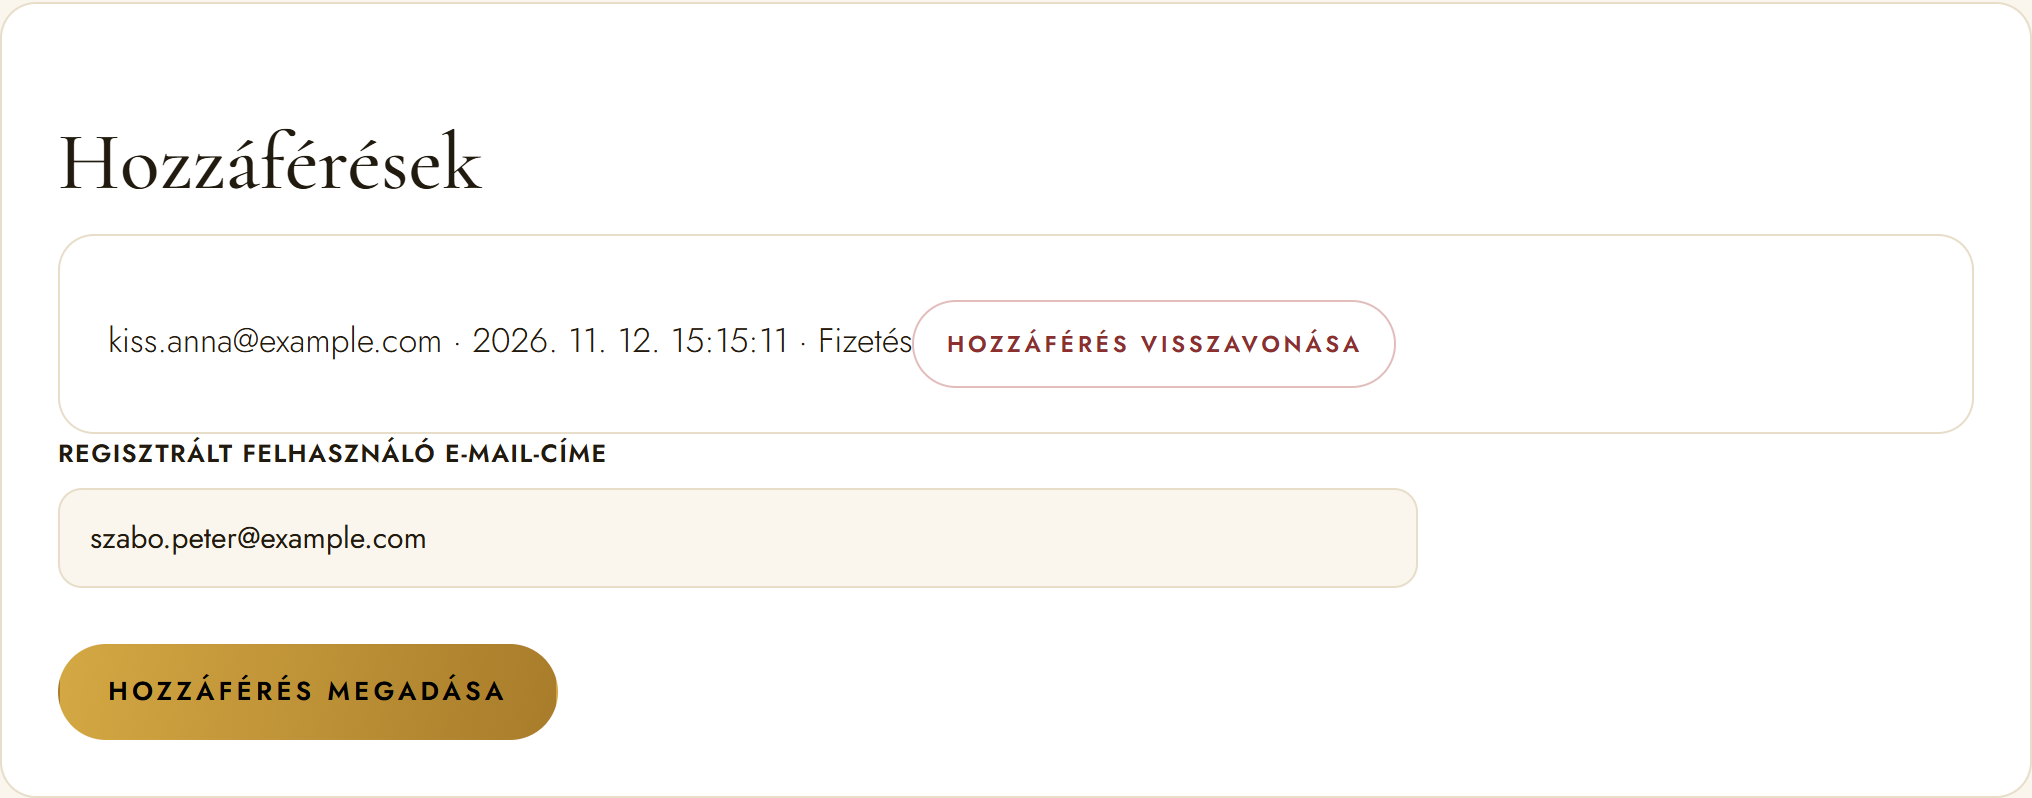 Hozzáférések
kiss.anna@example.com · 2026. 11. 12. 15:15:11 · Fizetés HOZZÁFÉRÉS VISSZAVONÁSA
REGISZTRÁLT FELHASZNÁLÓ E-MAIL-CÍME
szabo.peter@example.com
HOZZÁFÉRÉS MEGADÁSA